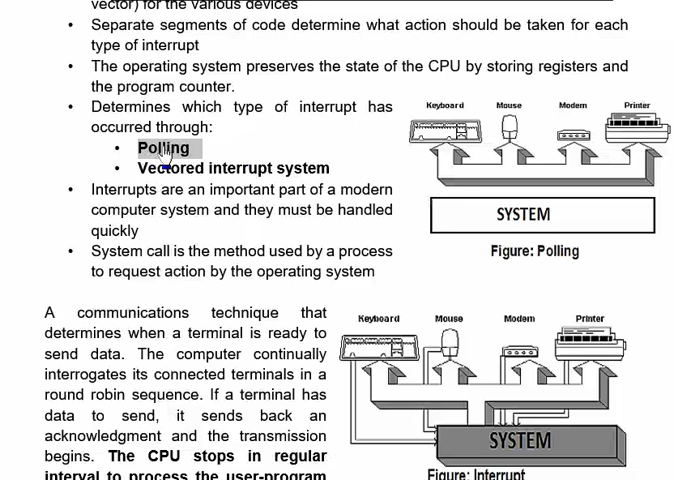 vector) for the various devices
• Separate segments of code determine what action should be taken for each
type of interrupt
• The operating system preserves the state of the CPU by storing registers and
the program counter.
• Determines which type of interrupt has
occurred through:
• Polling
• Vectored interrupt system
• Interrupts are an important part of a modern
computer system and they must be handled
quickly
• System call is the method used by a process
to request action by the operating system
Keyboard Mouse Modem Printer
SYSTEM
Figure: Polling
A communications technique that
determines when a terminal is ready to
send data. The computer continually
interrogates its connected terminals in a
round robin sequence. If a terminal has
data to send, it sends back an
acknowledgment and the transmission
begins. The CPU stops in regular
interval to process the user-program
Keyboard Mouse Modem Printer
SYSTEM
Figure: Interrupt